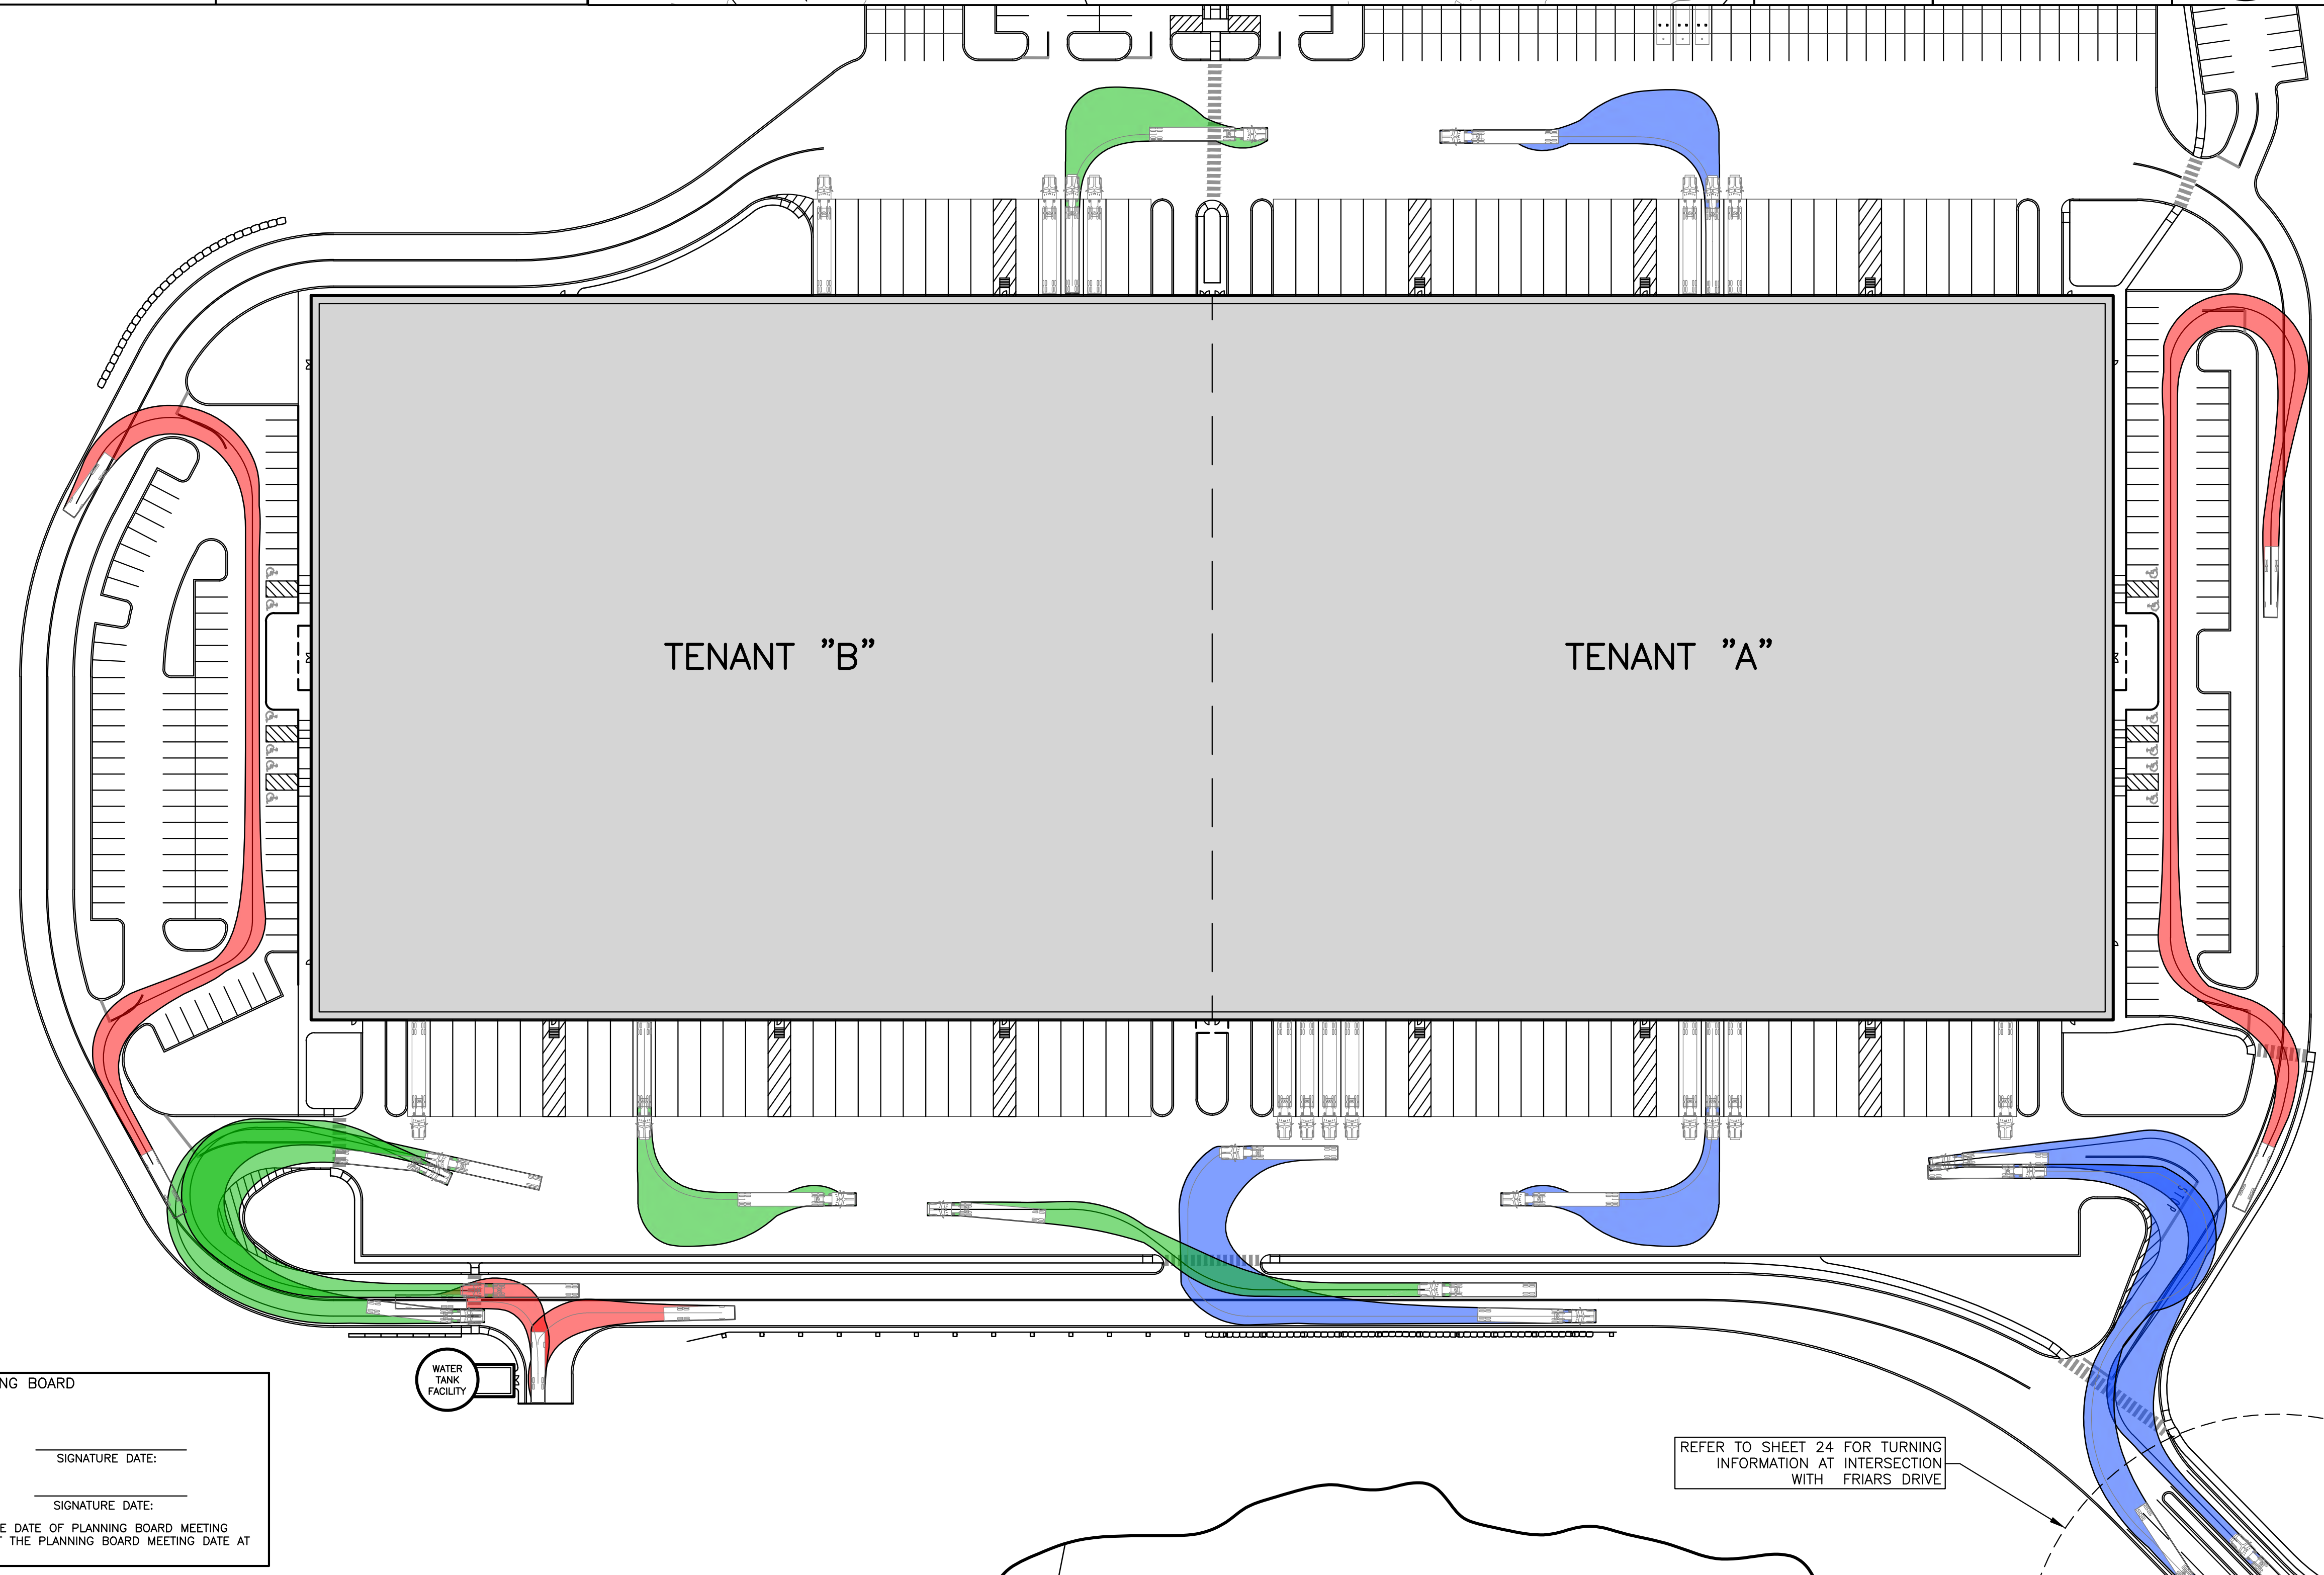 TENANT "B"
TENANT "A"
STOP
WATER
TANK
FACILITY
NG BOARD
SIGNATURE DATE:
SIGNATURE DATE:
E DATE OF PLANNING BOARD MEETING
T THE PLANNING BOARD MEETING DATE AT
REFER TO SHEET 24 FOR TURNING
INFORMATION AT INTERSECTION
WITH FRIARS DRIVE